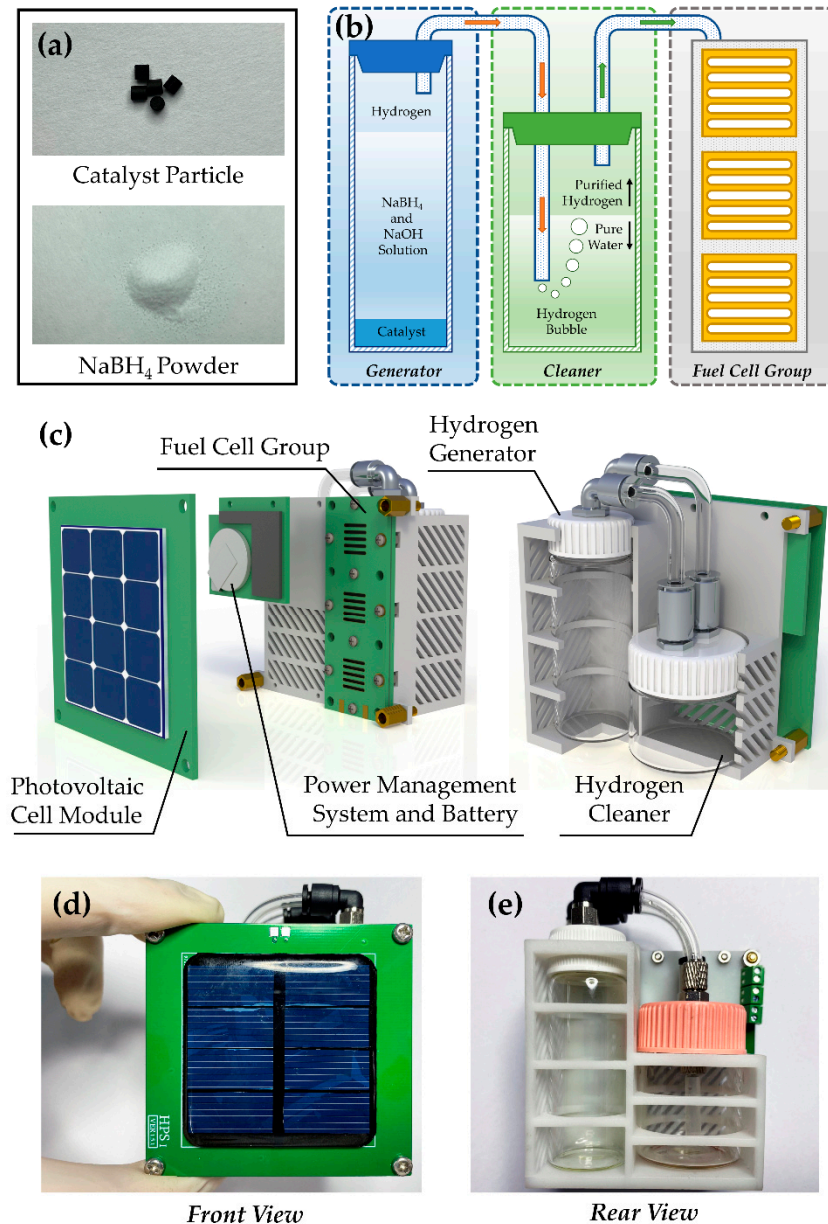 (a)
Catalyst Particle
NaBH₄ Powder
(b)
Hydrogen
NaBH₄
and
NaOH
Solution
Catalyst
Generator
Purified
Hydrogen
Pure
Water
Hydrogen
Bubble
Cleaner
Fuel Cell Group
(c)
Fuel Cell Group
Hydrogen
Generator
Photovoltaic
Cell Module
Power Management
System and Battery
Hydrogen
Cleaner
(d)
HPS I
Front View
(e)
Rear View